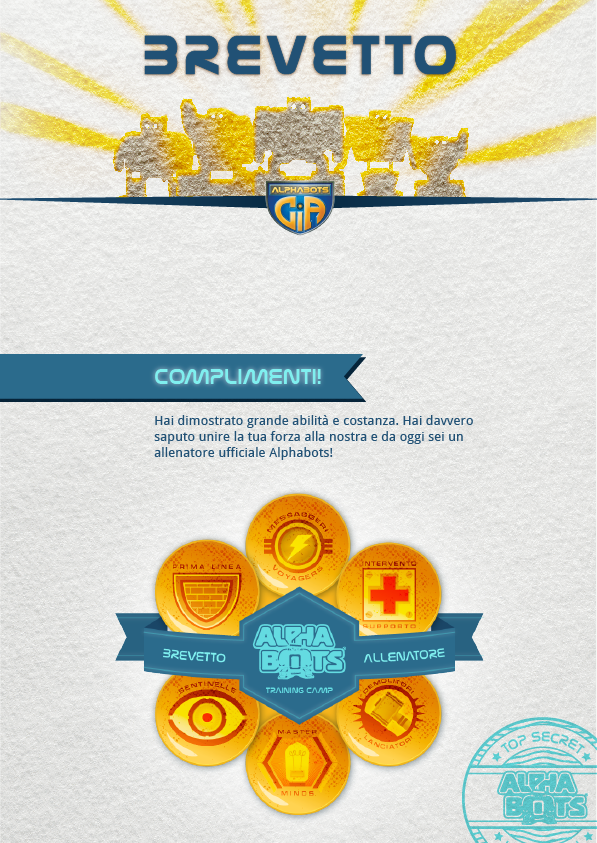 BREVETTO
ALPHABOTS
GiA
COMPLIMENTI!
Hai dimostrato grande abilità e costanza. Hai davvero
saputo unire la tua forza alla nostra e da oggi sei un
allenatore ufficiale Alphabots!
MESSAGGERI
VOYAGERS
PRIMA LINEA
INTERVENTO
SUPPORTO
BREVETTO
ALPHA
BOTS
TRAINING CAMP
ALLENATORE
SENTINELLE
DEMOLITORI
LANCIATORI
MASTER
MINDS
TOP SECRET
ALPHA
BOTS